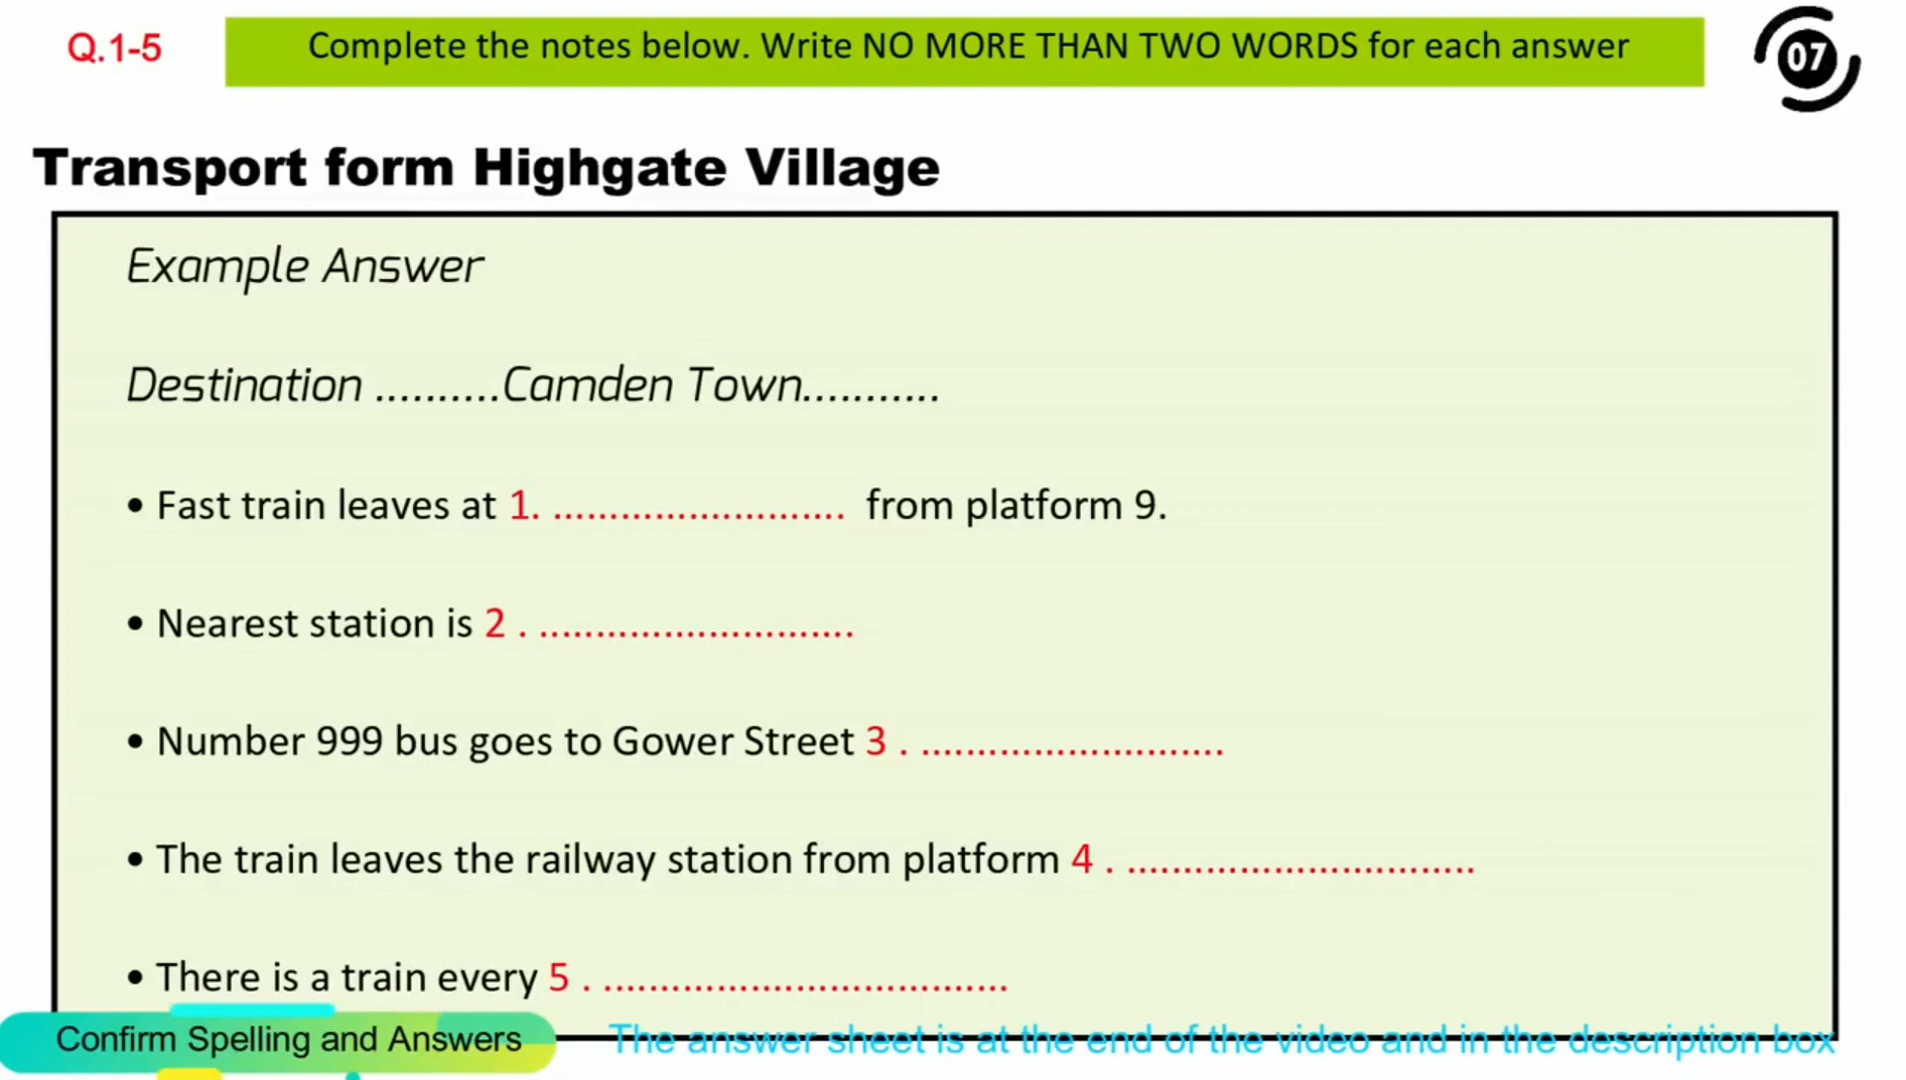 Q.1-5
Complete the notes below. Write NO MORE THAN TWO WORDS for each answer
07
Transport form Highgate Village
Example Answer
Destination ..........Camden Town...........
• Fast train leaves at 1. .......................... from platform 9.
• Nearest station is 2 . ............................
• Number 999 bus goes to Gower Street 3 . ...........................
• The train leaves the railway station from platform 4 . ...............................
• There is a train every 5 . ....................................
Confirm Spelling and Answers
The answer sheet is at the end of the video and in the description box